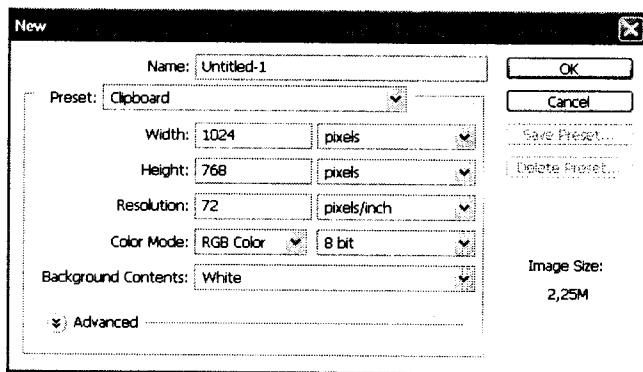 New
Name: Untitled-1
OK
Preset: Clipboard
Cancel
Width: 1024 pixels
Save Preset...
Height: 768 pixels
Delete Preset...
Resolution: 72 pixels/inch
Color Mode: RGB Color 8 bit
Background Contents: White
Image Size:
2,25M
Advanced